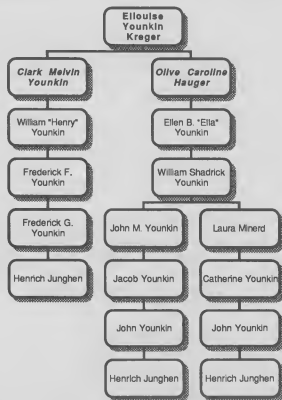 Ellouise
Younkin
Kreger
Clark Melvin
Younkin
Olive Caroline
Hauger
William "Henry"
Younkin
Ellen B. "Ella"
Younkin
Frederick F.
Younkin
William Shadrick
Younkin
Frederick G.
Younkin
John M. Younkin
Laura Minerd
Henrich Junghen
Jacob Younkin
Catherine Younkin
John Younkin
John Younkin
Henrich Junghen
Henrich Junghen